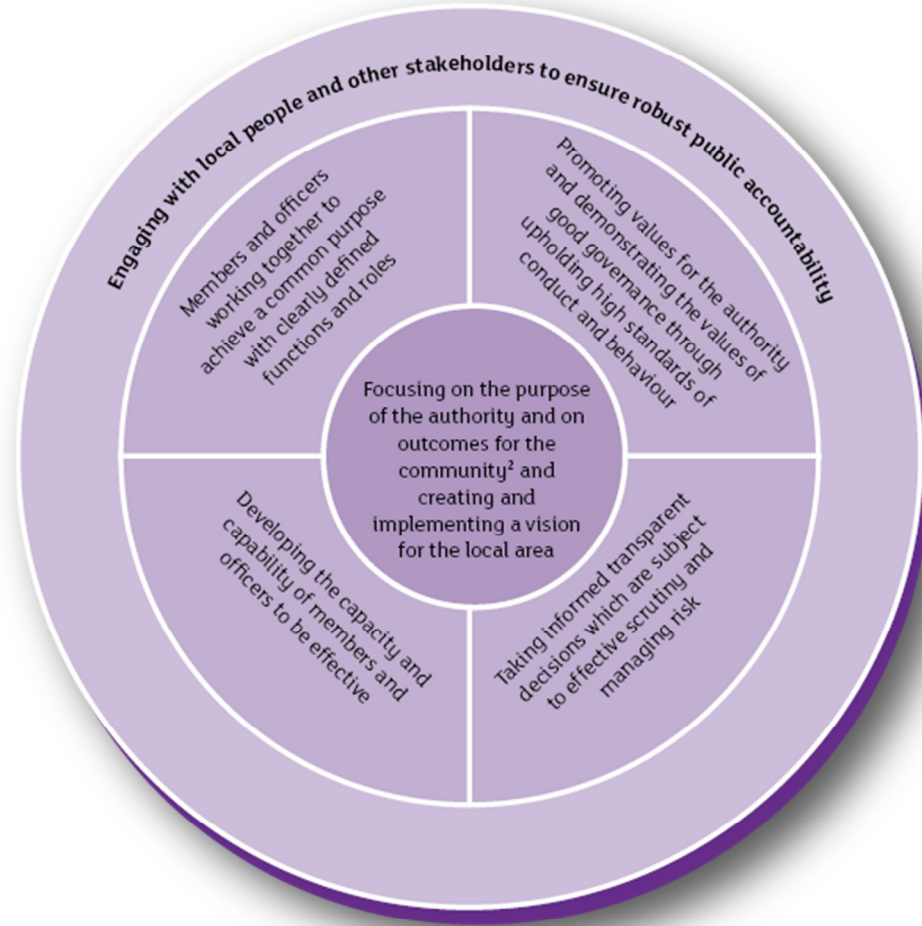 Engaging with local people and other stakeholders to ensure robust public accountability
Members and officers
working together to
achieve a common purpose
with clearly defined
functions and roles
Promoting values for the authority
and demonstrating the values of
good governance through
upholding high standards of
conduct and behaviour
Focusing on the purpose
of the authority and on
outcomes for the
community² and
creating and
implementing a vision
for the local area
Developing the capacity and
capability of members and
officers to be effective
Taking informed transparent
decisions which are subject
to effective scrutiny and
managing risk